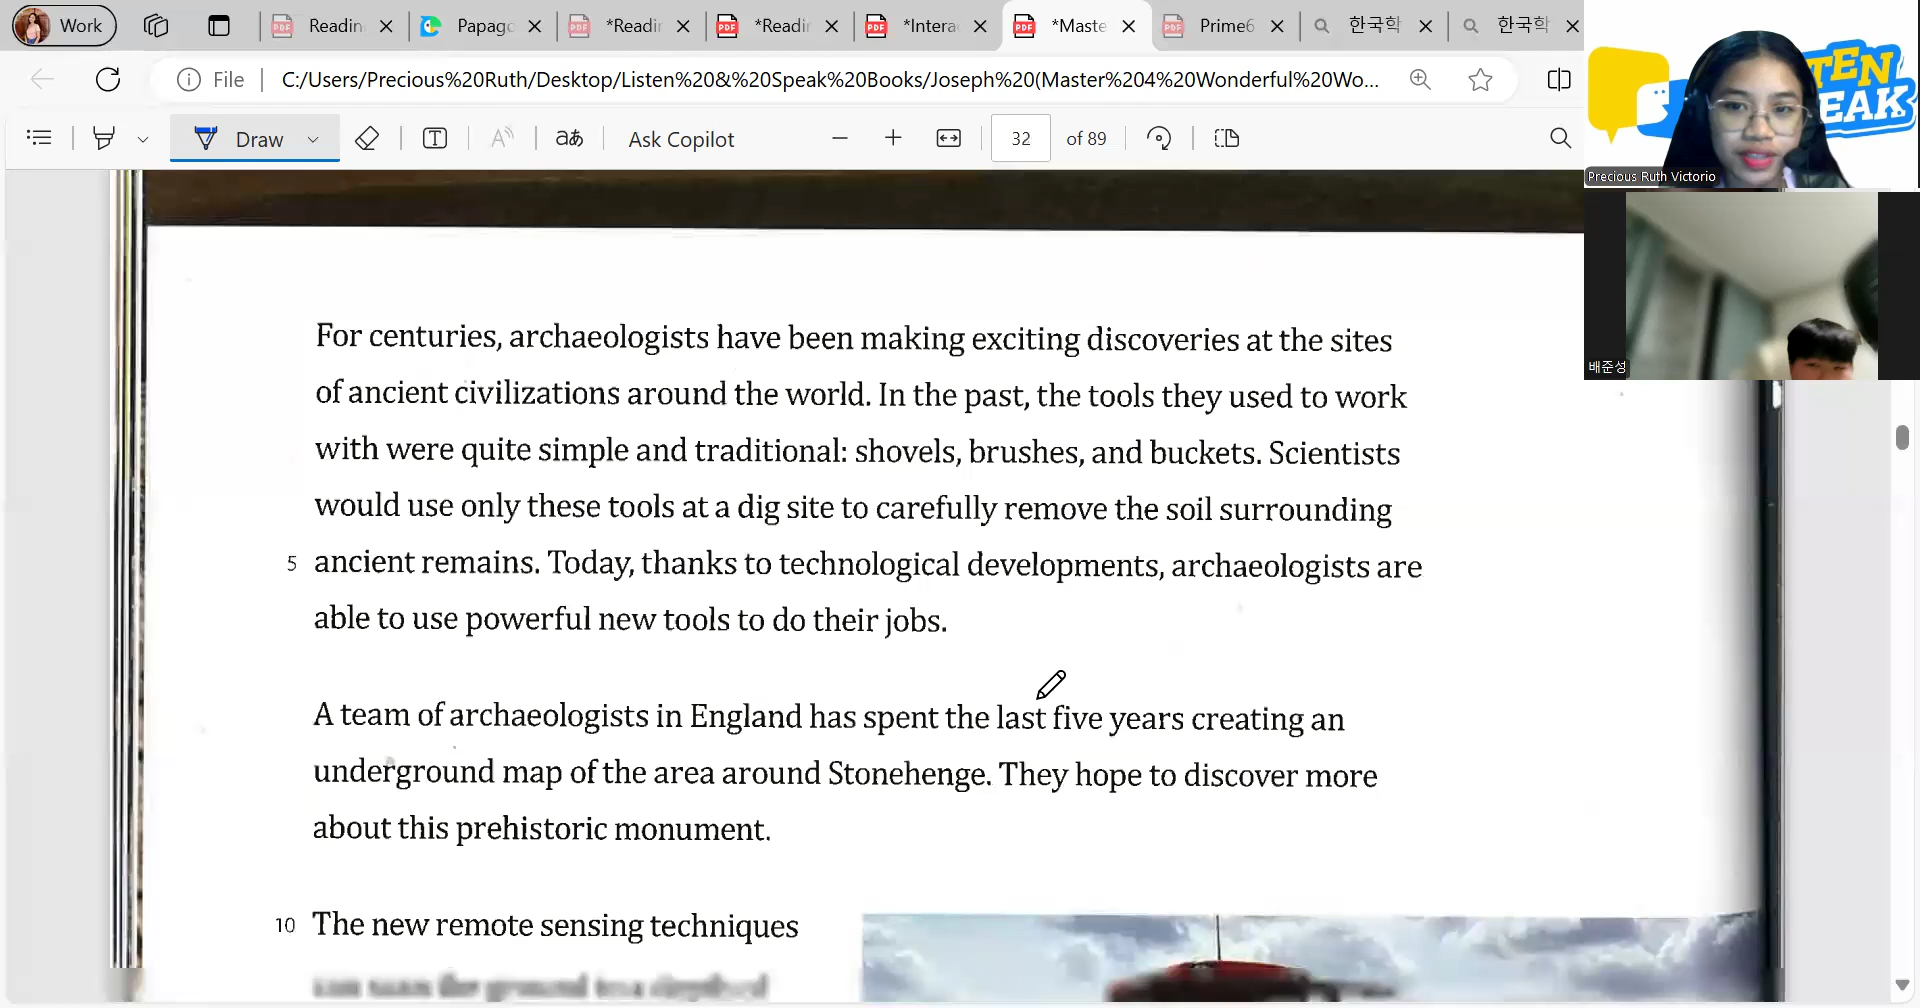 Work
Readin
Papago
*Readin
*Readin
*Interac
*Maste
Prime6
한국학
한국학
File
C:/Users/Precious%20Ruth/Desktop/Listen%20&%20Speak%20Books/Joseph%20(Master%204%20Wonderful%20Wo...
Draw
Ask Copilot
32
of 89
TEN
EAK
Precious Ruth Victorio
배준성
For centuries, archaeologists have been making exciting discoveries at the sites
of ancient civilizations around the world. In the past, the tools they used to work
with were quite simple and traditional: shovels, brushes, and buckets. Scientists
would use only these tools at a dig site to carefully remove the soil surrounding
5 ancient remains. Today, thanks to technological developments, archaeologists are
able to use powerful new tools to do their jobs.
A team of archaeologists in England has spent the last five years creating an
underground map of the area around Stonehenge. They hope to discover more
about this prehistoric monument.
10 The new remote sensing techniques